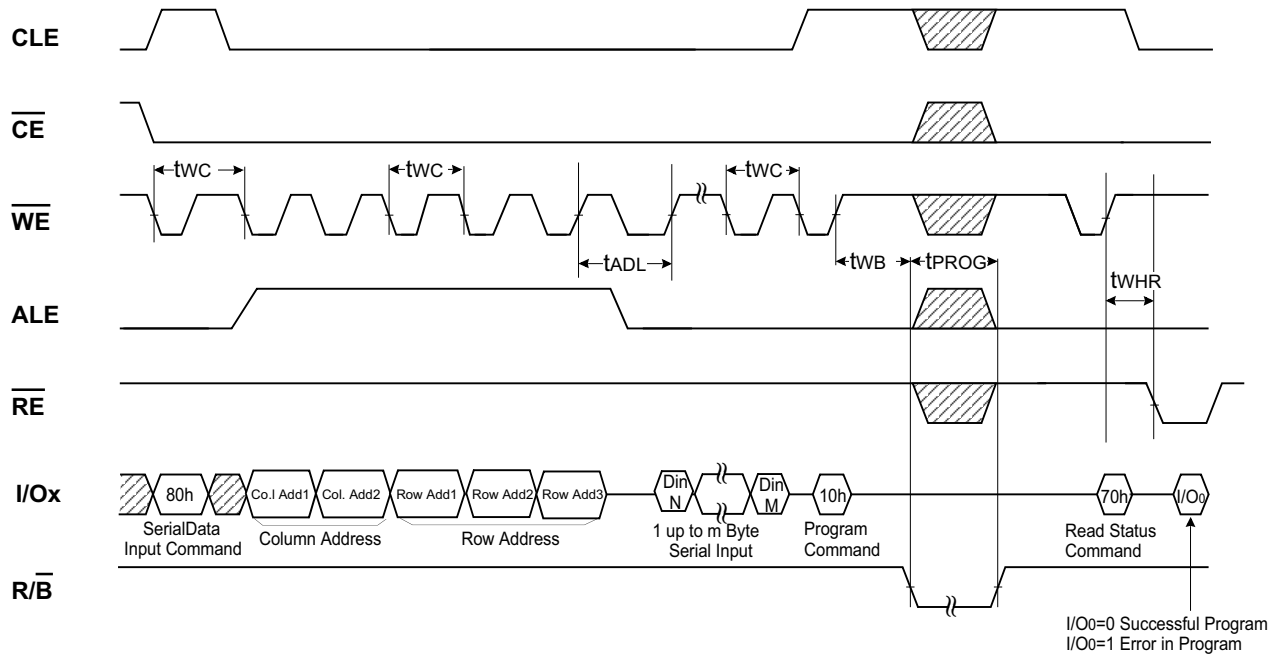 CLE
CE
tWC
tWC
tWC
WE
tADL
tWB
tPROG
tWHR
ALE
RE
I/Ox
80h
Co.l Add1
Col. Add2
Row Add1
Row Add2
Row Add3
Din
N
Din
M
10h
70h
I/O0
SerialData
Input Command
Column Address
Row Address
1 up to m Byte
Serial Input
Program
Command
Read Status
Command
R/B
I/O0=0 Successful Program
I/O0=1 Error in Program